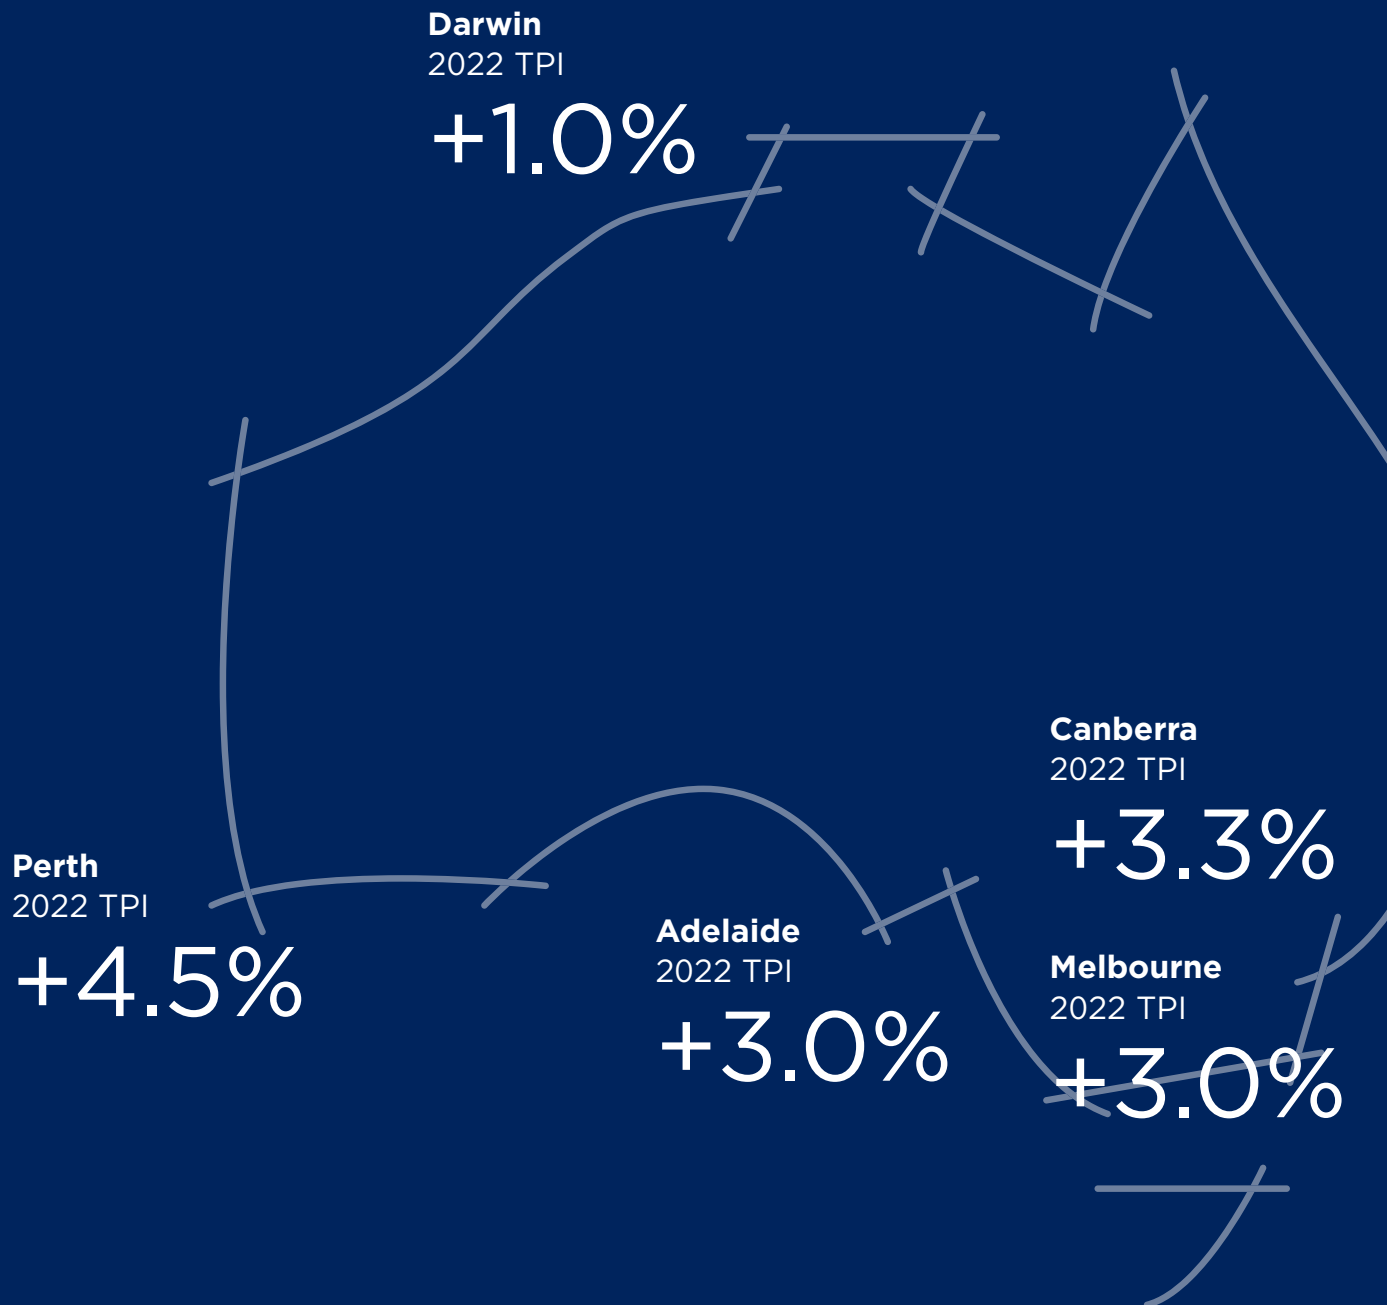 Darwin
2022 TPI
+1.0%
Canberra
2022 TPI
+3.3%
Perth
2022 TPI
+4.5%
Adelaide
2022 TPI
+3.0%
Melbourne
2022 TPI
+3.0%